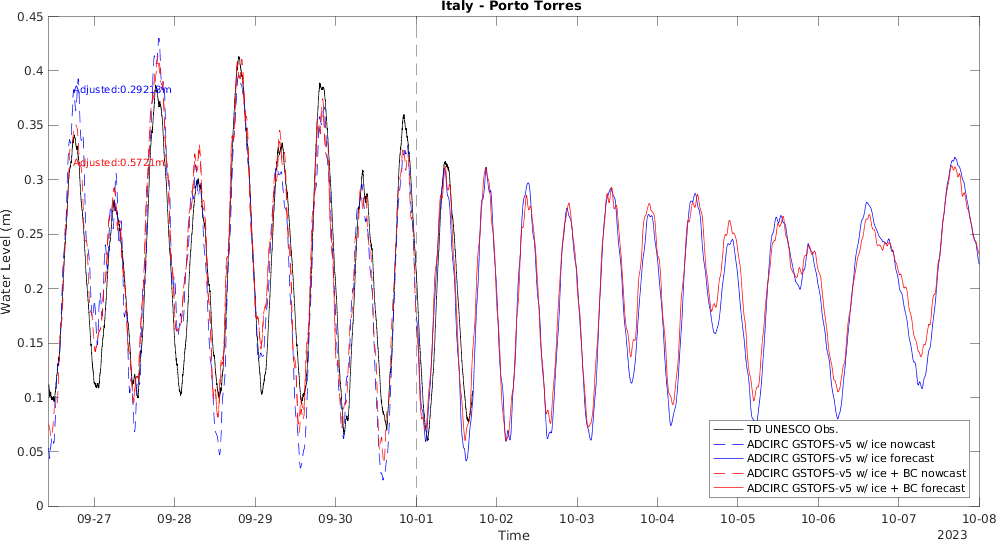 Italy - Porto Torres
Water Level (m)
0.45
0.4
0.35
0.3
0.25
0.2
0.15
0.1
0.05
0
Adjusted:0.29218m
Adjusted:0.5721m
TD UNESCO Obs.
ADCIRC GSTOFS-v5 w/ ice nowcast
ADCIRC GSTOFS-v5 w/ ice forecast
ADCIRC GSTOFS-v5 w/ ice + BC nowcast
ADCIRC GSTOFS-v5 w/ ice + BC forecast
09-27 09-28 09-29 09-30 10-01 10-02 10-03 10-04 10-05 10-06 10-07 10-08
Time
2023